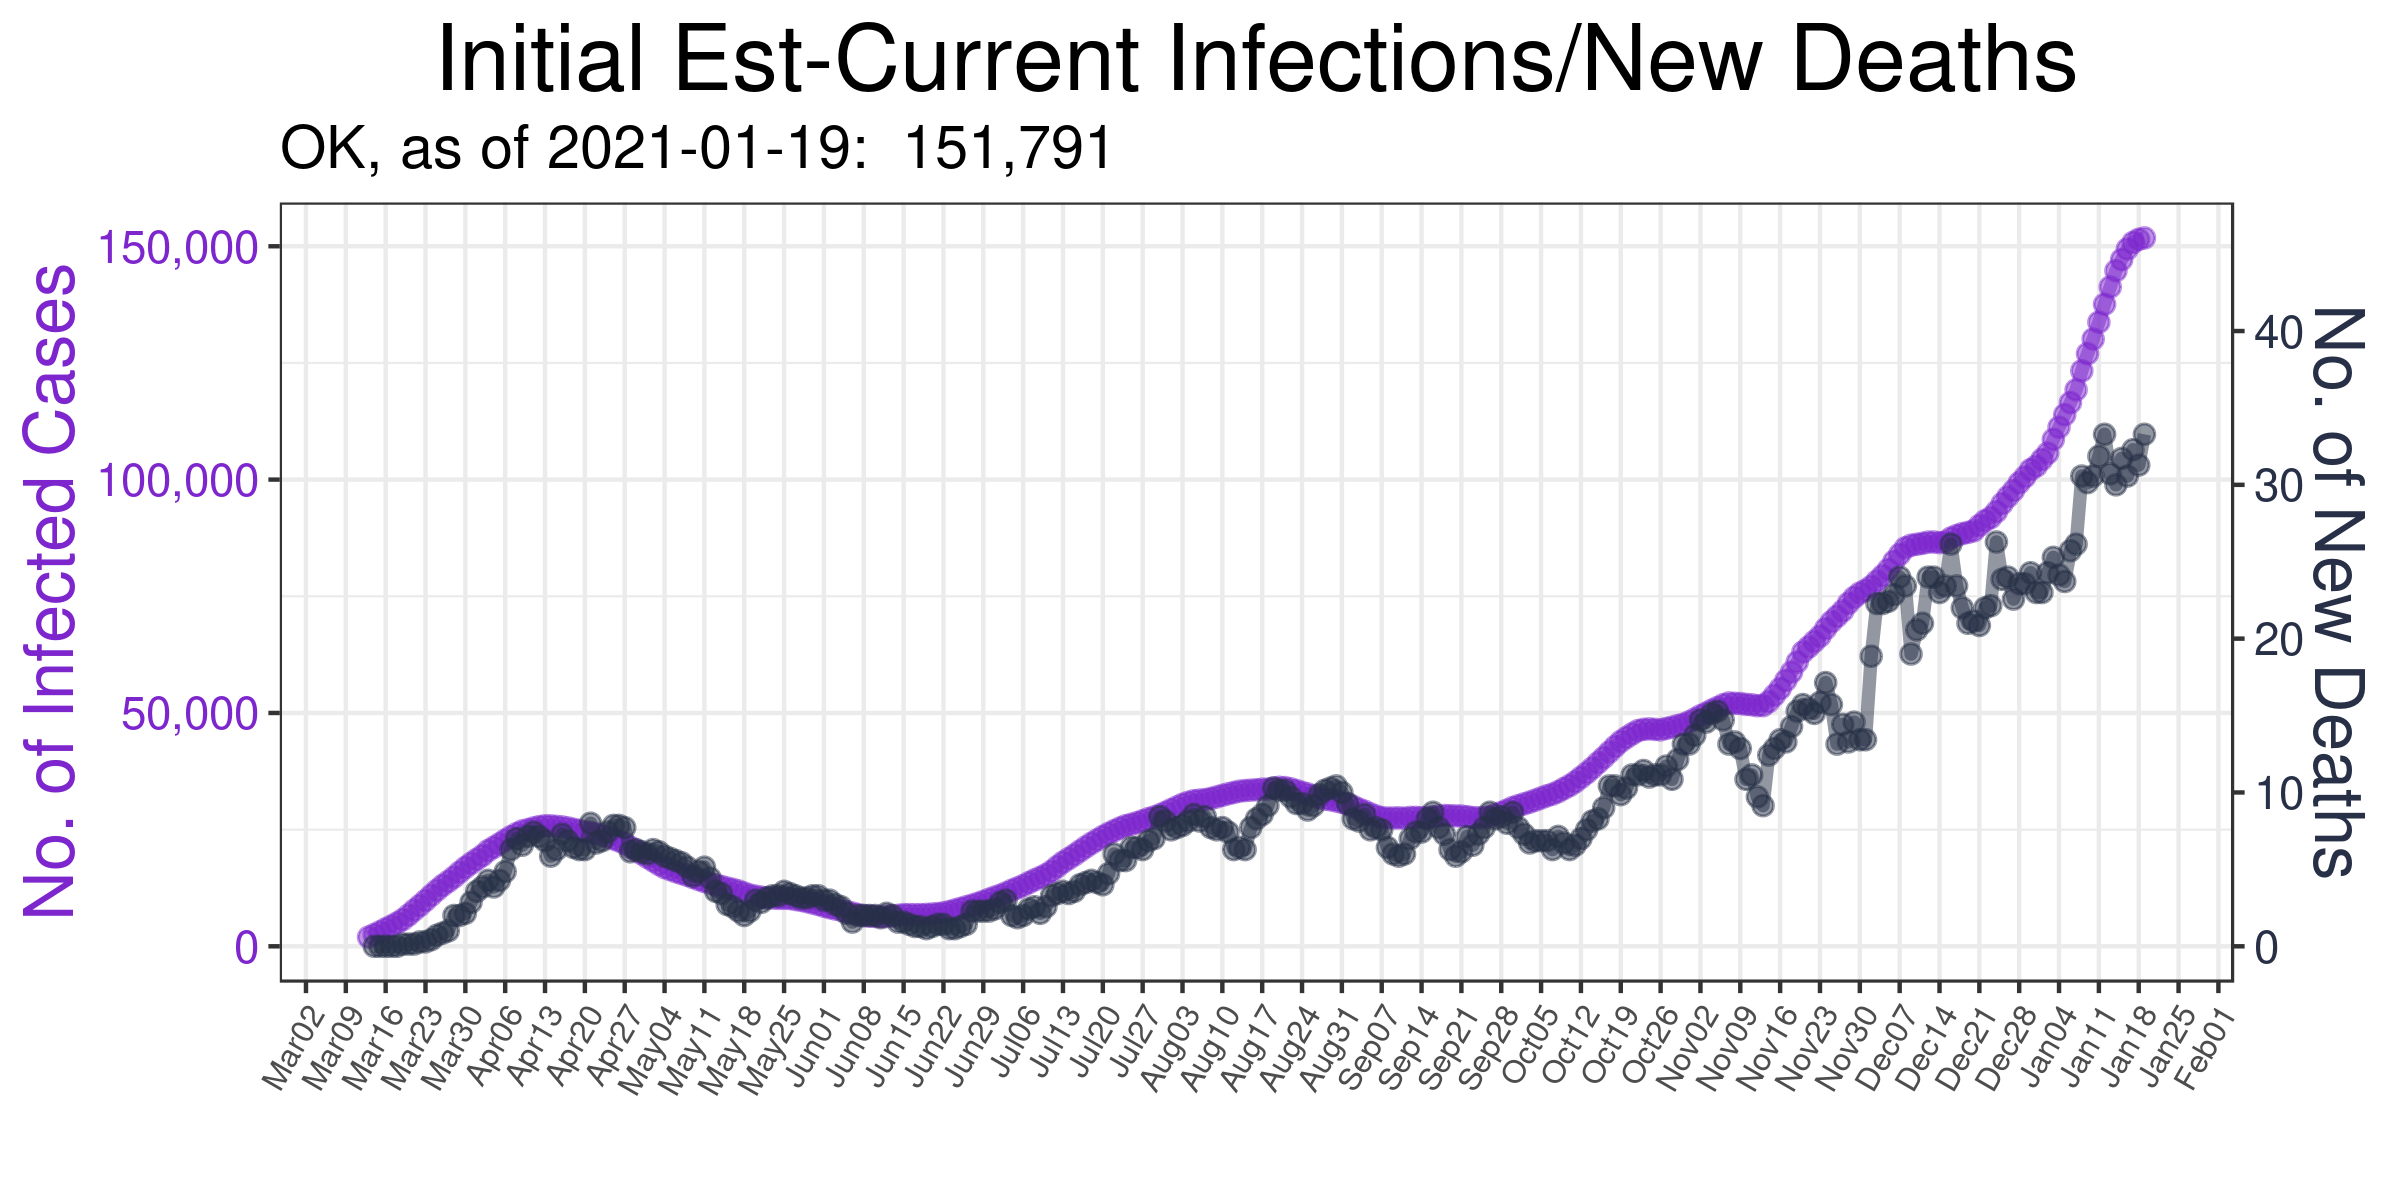 Initial Est-Current Infections/New Deaths
OK, as of 2021-01-19:  151,791
No. of Infected Cases
150,000
100,000
50,000
0
No. of New Deaths
40
30
20
10
0
Mar02
Mar09
Mar16
Mar23
Mar30
Apr06
Apr13
Apr20
Apr27
May04
May11
May18
May25
Jun01
Jun08
Jun15
Jun22
Jun29
Jul06
Jul13
Jul20
Jul27
Aug03
Aug10
Aug17
Aug24
Aug31
Sep07
Sep14
Sep21
Sep28
Oct05
Oct12
Oct19
Oct26
Nov02
Nov09
Nov16
Nov23
Nov30
Dec07
Dec14
Dec21
Dec28
Jan04
Jan11
Jan18
Jan25
Feb01